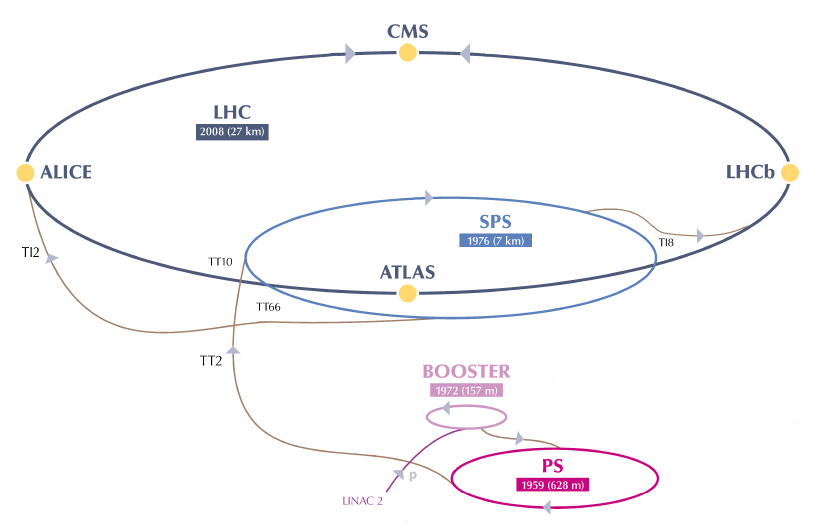 CMS
LHC
2008 (27 km)
ALICE
LHCb
SPS
1976 (7 km)
TI8
TI2
TT10
ATLAS
TT66
TT2
BOOSTER
1972 (157 m)
PS
1959 (628 m)
p
LINAC 2